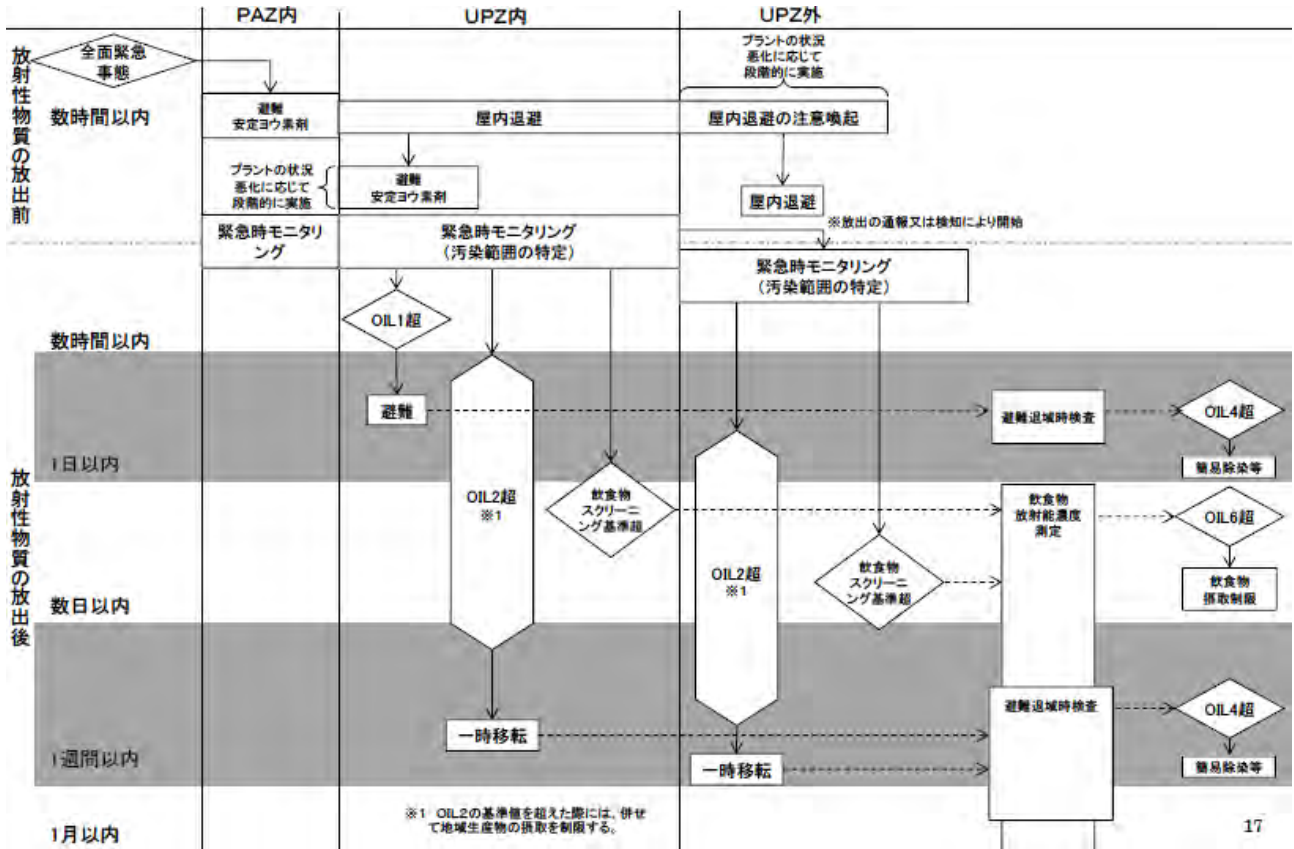 PAZ内
UPZ内
UPZ外
放射性物質の放出前
全面緊急
事態
プラントの状況
悪化に応じて
段階的に実施
数時間以内
避難
安定ヨウ素剤
屋内退避
屋内退避の注意喚起
プラントの状況
悪化に応じて
段階的に実施
避難
安定ヨウ素剤
屋内退避
※放出の通報又は検知により開始
緊急時モニタリ
ング
緊急時モニタリング
(汚染範囲の特定)
緊急時モニタリング
(汚染範囲の特定)
放射性物質の放出後
OIL1超
数時間以内
避難
避難退域時検査
OIL4超
簡易除染等
1日以内
OIL2超
※1
飲食物
スクリーニ
ング基準超
飲食物
放射能濃度
測定
OIL6超
OIL2超
※1
飲食物
スクリーニ
ング基準超
飲食物
摂取制限
数日以内
一時移転
避難退域時検査
OIL4超
1週間以内
一時移転
簡易除染等
※1 OIL2の基準値を超えた際には、併せ
て地域生産物の摂取を制限する。
1月以内
17